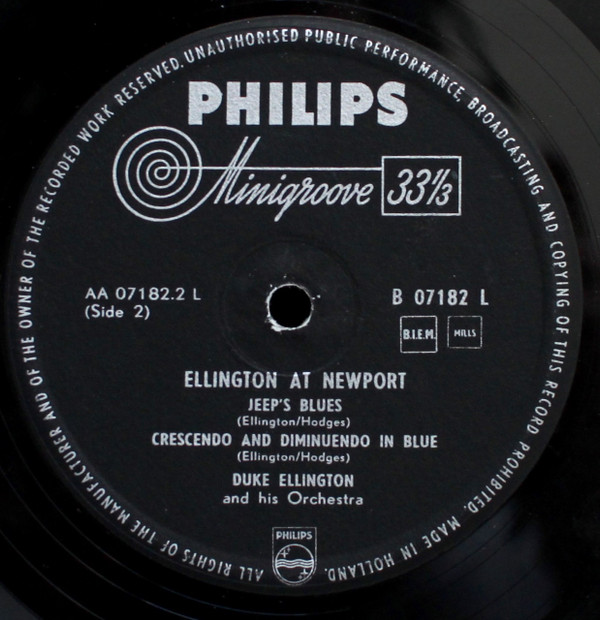 ALL RIGHTS OF THE MANUFACTURER AND OF THE OWNER OF THE RECORDED WORK RESERVED. UNAUTHORISED PUBLIC PERFORMANCE, BROADCASTING AND COPYING OF THIS RECORD PROHIBITED. MADE IN HOLLAND.
PHILIPS
Minigroove 33⅓
AA 07182.2 L
(Side 2)
B 07182 L
B.I.E.M. MILLS
ELLINGTON AT NEWPORT
JEEP'S BLUES
(Ellington/Hodges)
CRESCENDO AND DIMINUENDO IN BLUE
(Ellington/Hodges)
DUKE ELLINGTON
and his Orchestra
PHILIPS